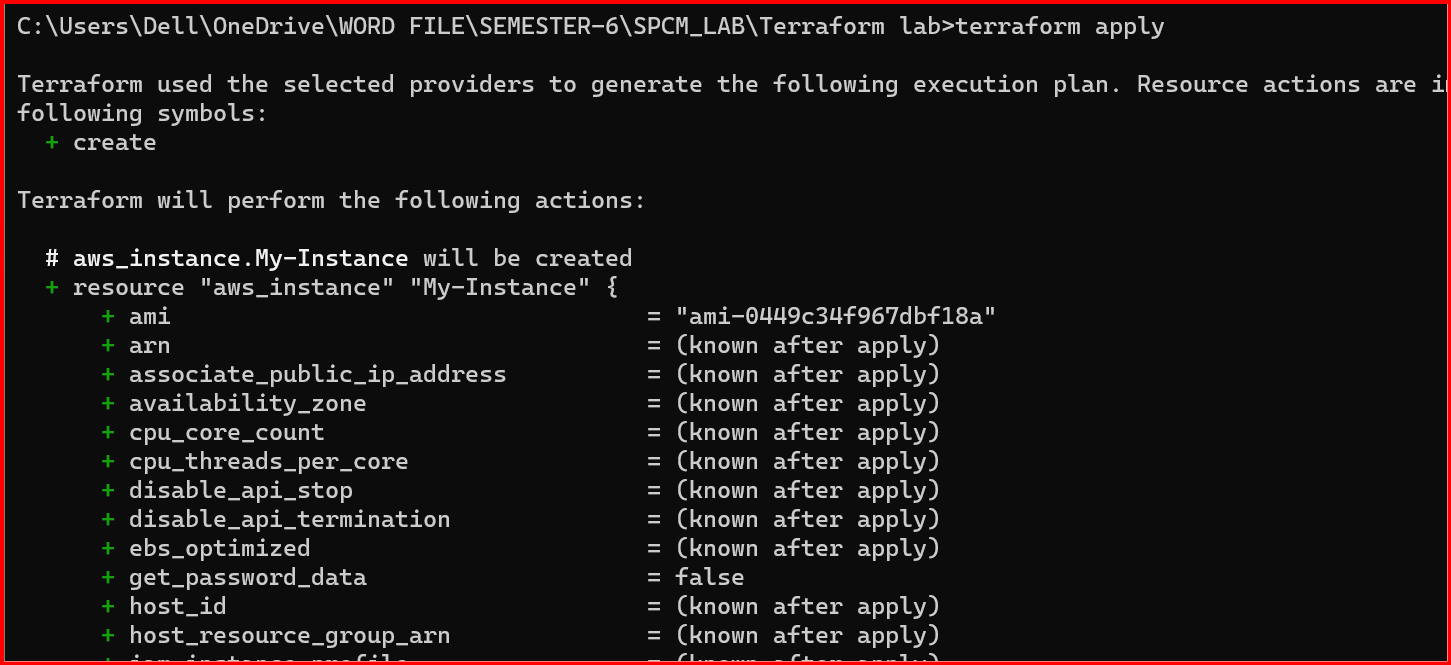 C:\Users\Dell\OneDrive\WORD FILE\SEMESTER-6\SPCM_LAB\Terraform lab>terraform apply
Terraform used the selected providers to generate the following execution plan. Resource actions are
following symbols:
+ create
Terraform will perform the following actions:
# aws_instance.My-Instance will be created
+ resource "aws_instance" "My-Instance" {
+ ami = "ami-0449c34f967dbf18a"
+ arn = (known after apply)
+ associate_public_ip_address = (known after apply)
+ availability_zone = (known after apply)
+ cpu_core_count = (known after apply)
+ cpu_threads_per_core = (known after apply)
+ disable_api_stop = (known after apply)
+ disable_api_termination = (known after apply)
+ ebs_optimized = (known after apply)
+ get_password_data = false
+ host_id = (known after apply)
+ host_resource_group_arn = (known after apply)